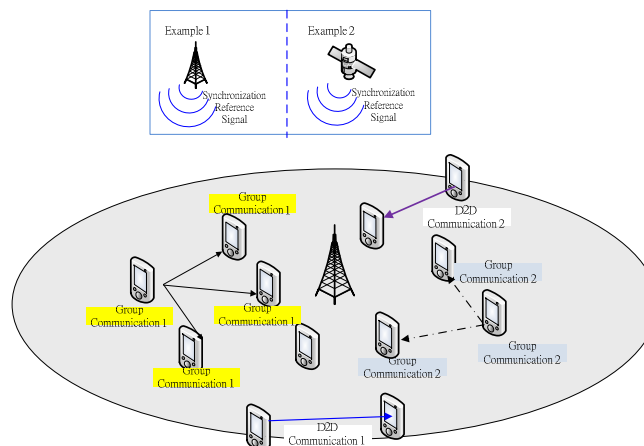 Example 1
Example 2
Synchronization
Reference
Signal
Synchronization
Reference
Signal
Group
Communication 1
D2D
Communication 2
Group
Communication 2
Group
Communication 1
Group
Communication 1
Group
Communication 2
Group
Communication 2
Group
Communication 1
D2D
Communication 1